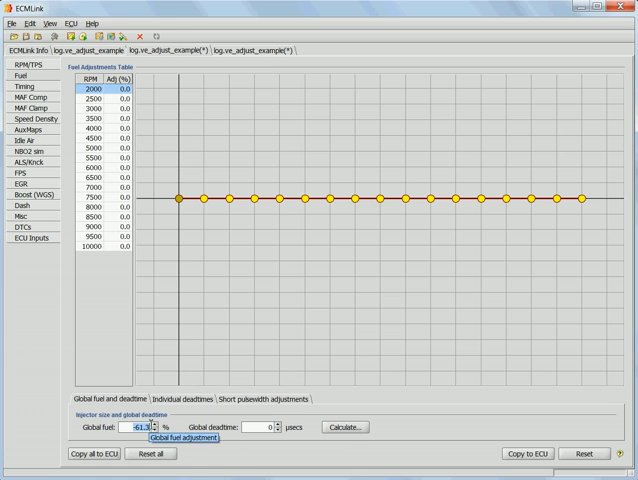 ECMLink
File Edit View ECU Help
ECMLink Info log.ve_adjust_example log.ve_adjust_example(*) log.ve_adjust_example(*)
RPM/TPS
Fuel
Timing
MAF Comp
MAF Clamp
Speed Density
AuxMaps
Idle Air
NBO2 sim
ALS/Knck
FPS
EGR
Boost (WGS)
Dash
Misc
DTCs
ECU Inputs
Fuel Adjustments Table
RPM Adj (%)
2000 0.0
2500 0.0
3000 0.0
3500 0.0
4000 0.0
4500 0.0
5000 0.0
5500 0.0
6000 0.0
6500 0.0
7000 0.0
7500 0.0
8000 0.0
8500 0.0
9000 0.0
9500 0.0
10000 0.0
Global fuel and deadtime Individual deadtimes Short pulsewidth adjustments
Injector size and global deadtime
Global fuel: -61.3 % Global deadtime: 0 µsecs Calculate...
Global fuel adjustment
Copy all to ECU Reset all Copy to ECU Reset